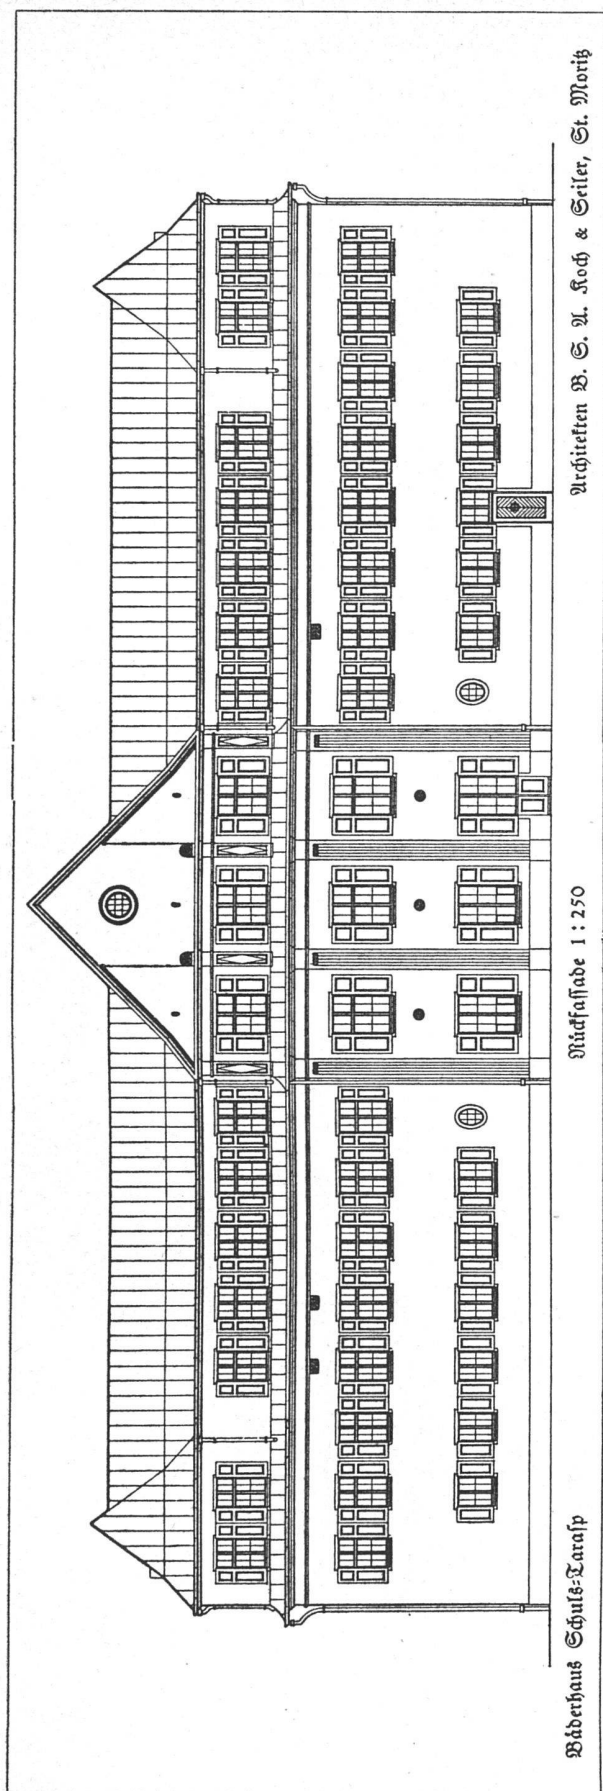 Bäderhaus Schuls-Tarasp
Rückfassade 1:250
Architekten B. S. A. Koch & Seiler, St. Moritz